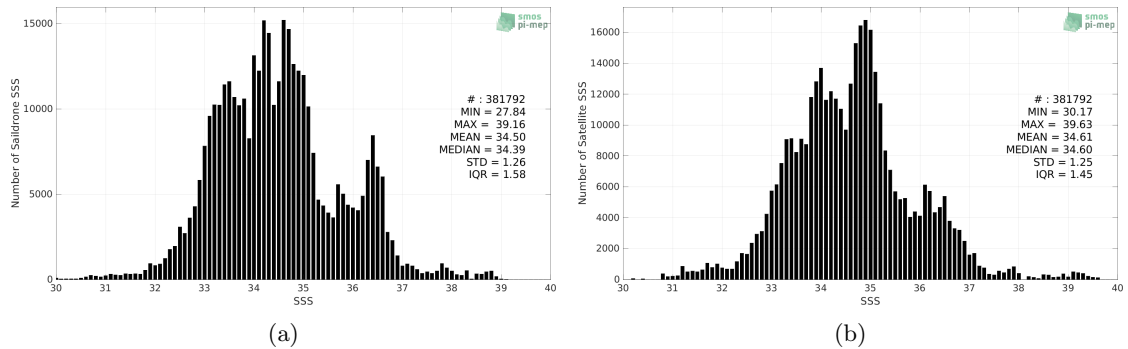 15000
10000
5000
0
Number of Saildrone SSS
smos
pi-mep
# : 381792
MIN = 27.84
MAX = 39.16
MEAN = 34.50
MEDIAN = 34.39
STD = 1.26
IQR = 1.58
30 31 32 33 34 35 36 37 38 39 40
SSS
(a)
16000
14000
12000
10000
8000
6000
4000
2000
0
Number of Satellite SSS
smos
pi-mep
# : 381792
MIN = 30.17
MAX = 39.63
MEAN = 34.61
MEDIAN = 34.60
STD = 1.25
IQR = 1.45
30 31 32 33 34 35 36 37 38 39 40
SSS
(b)